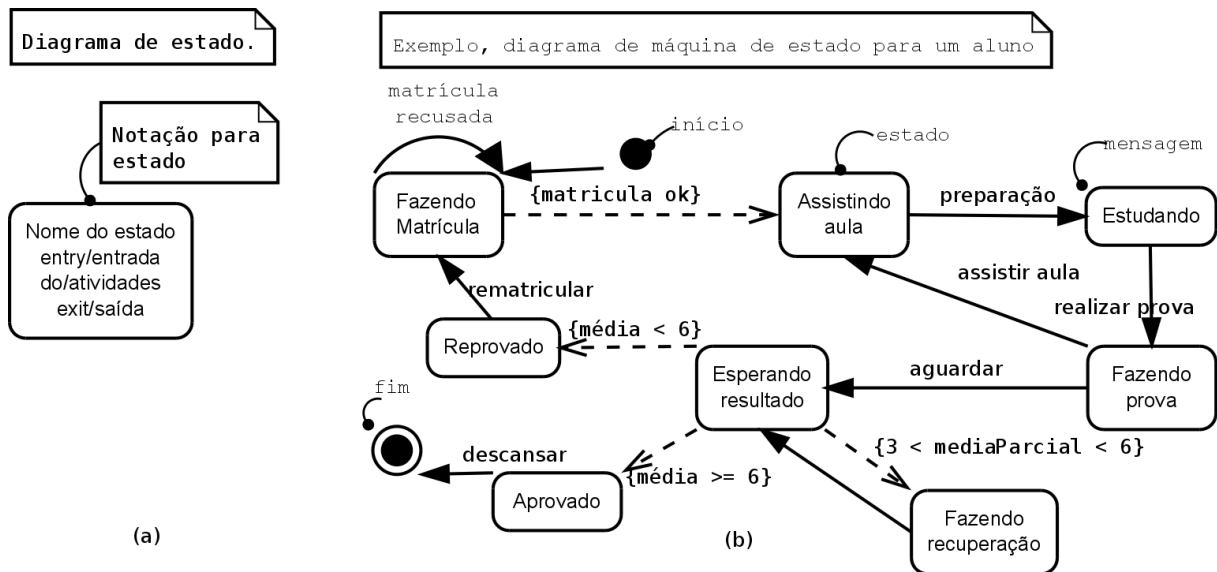 Diagrama de estado.
Notação para
estado
Nome do estado
entry/entrada
do/atividades
exit/saída
(a)
Exemplo, diagrama de máquina de estado para um aluno
matrícula
recusada
início
estado
mensagem
Fazendo
Matrícula
{matricula ok}
Assistindo
aula
preparação
Estudando
assistir aula
realizar prova
rematricular
Reprovado
{média < 6}
Esperando
resultado
aguardar
Fazendo
prova
fim
descansar
Aprovado
{média >= 6}
{3 < mediaParcial < 6}
Fazendo
recuperação
(b)